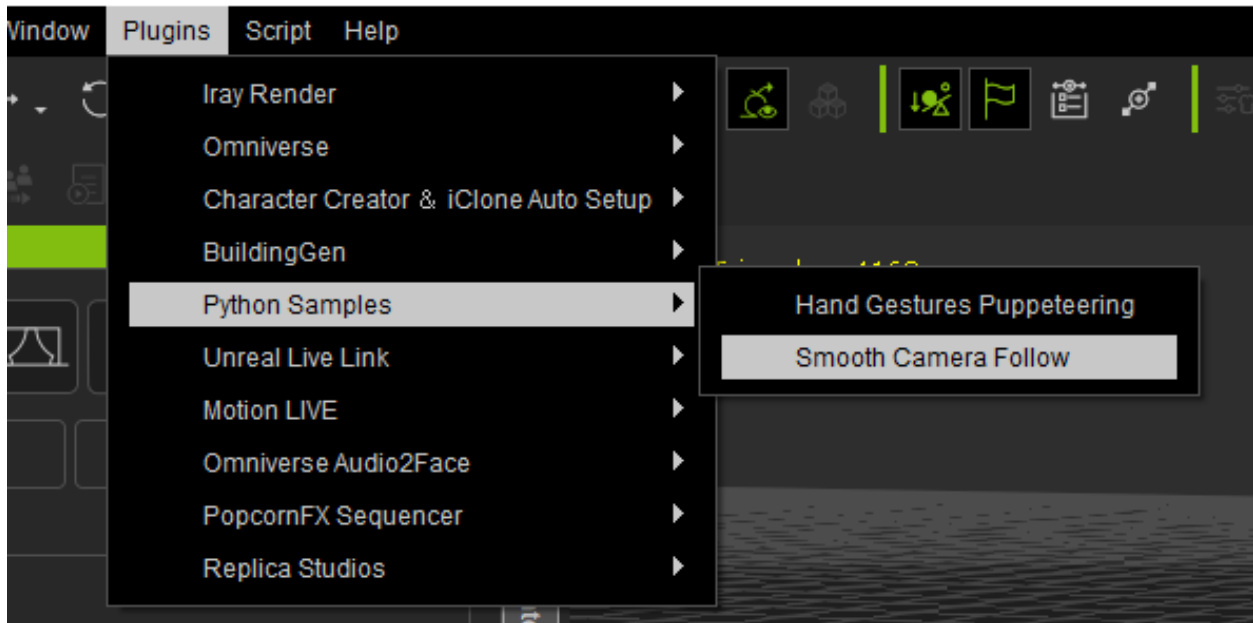 Window Plugins Script Help
Iray Render
Omniverse
Character Creator & iClone Auto Setup
BuildingGen
Python Samples
Hand Gestures Puppeteering
Unreal Live Link
Smooth Camera Follow
Motion LIVE
Omniverse Audio2Face
PopcornFX Sequencer
Replica Studios